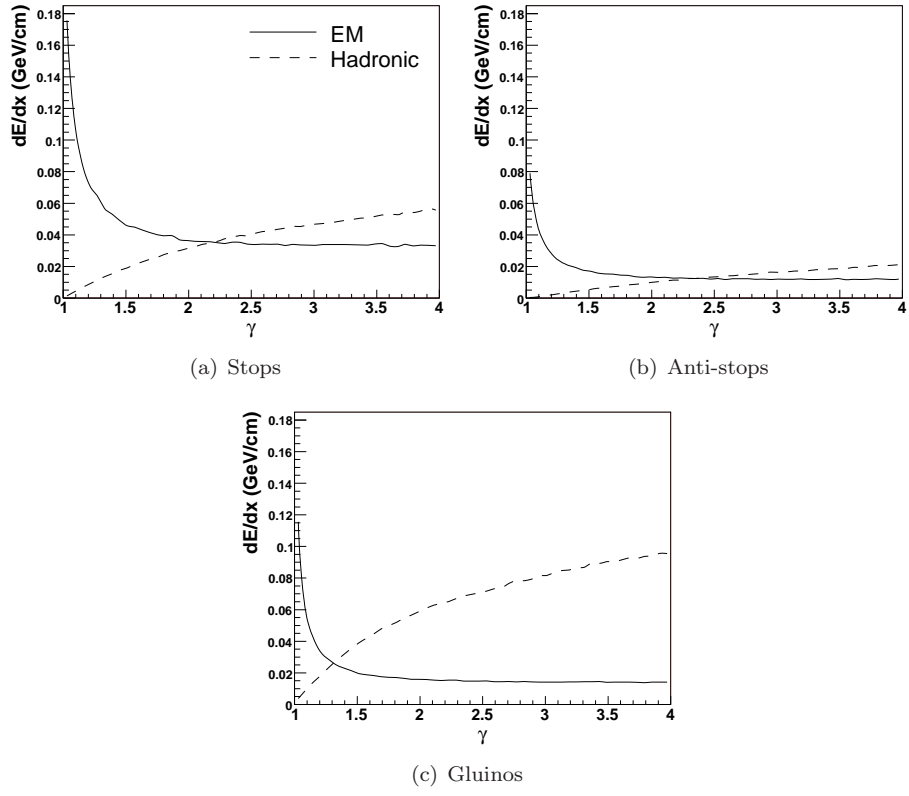 dE/dx (GeV/cm)
0.18
0.16
0.14
0.12
0.1
0.08
0.06
0.04
0.02
0
1 1.5 2 2.5 3 3.5 4
γ
EM
Hadronic
(a) Stops
dE/dx (GeV/cm)
0.18
0.16
0.14
0.12
0.1
0.08
0.06
0.04
0.02
0
1 1.5 2 2.5 3 3.5 4
γ
(b) Anti-stops
dE/dx (GeV/cm)
0.18
0.16
0.14
0.12
0.1
0.08
0.06
0.04
0.02
0
1 1.5 2 2.5 3 3.5 4
γ
(c) Gluinos